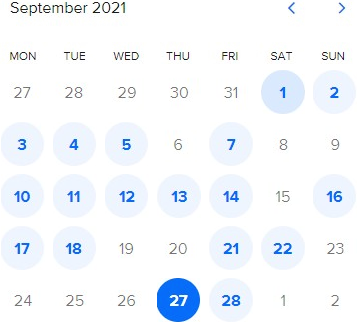 September 2021
MON TUE WED THU FRI SAT SUN
27 28 29 30 31 1 2
3 4 5 6 7 8 9
10 11 12 13 14 15 16
17 18 19 20 21 22 23
24 25 26 27 28 1 2